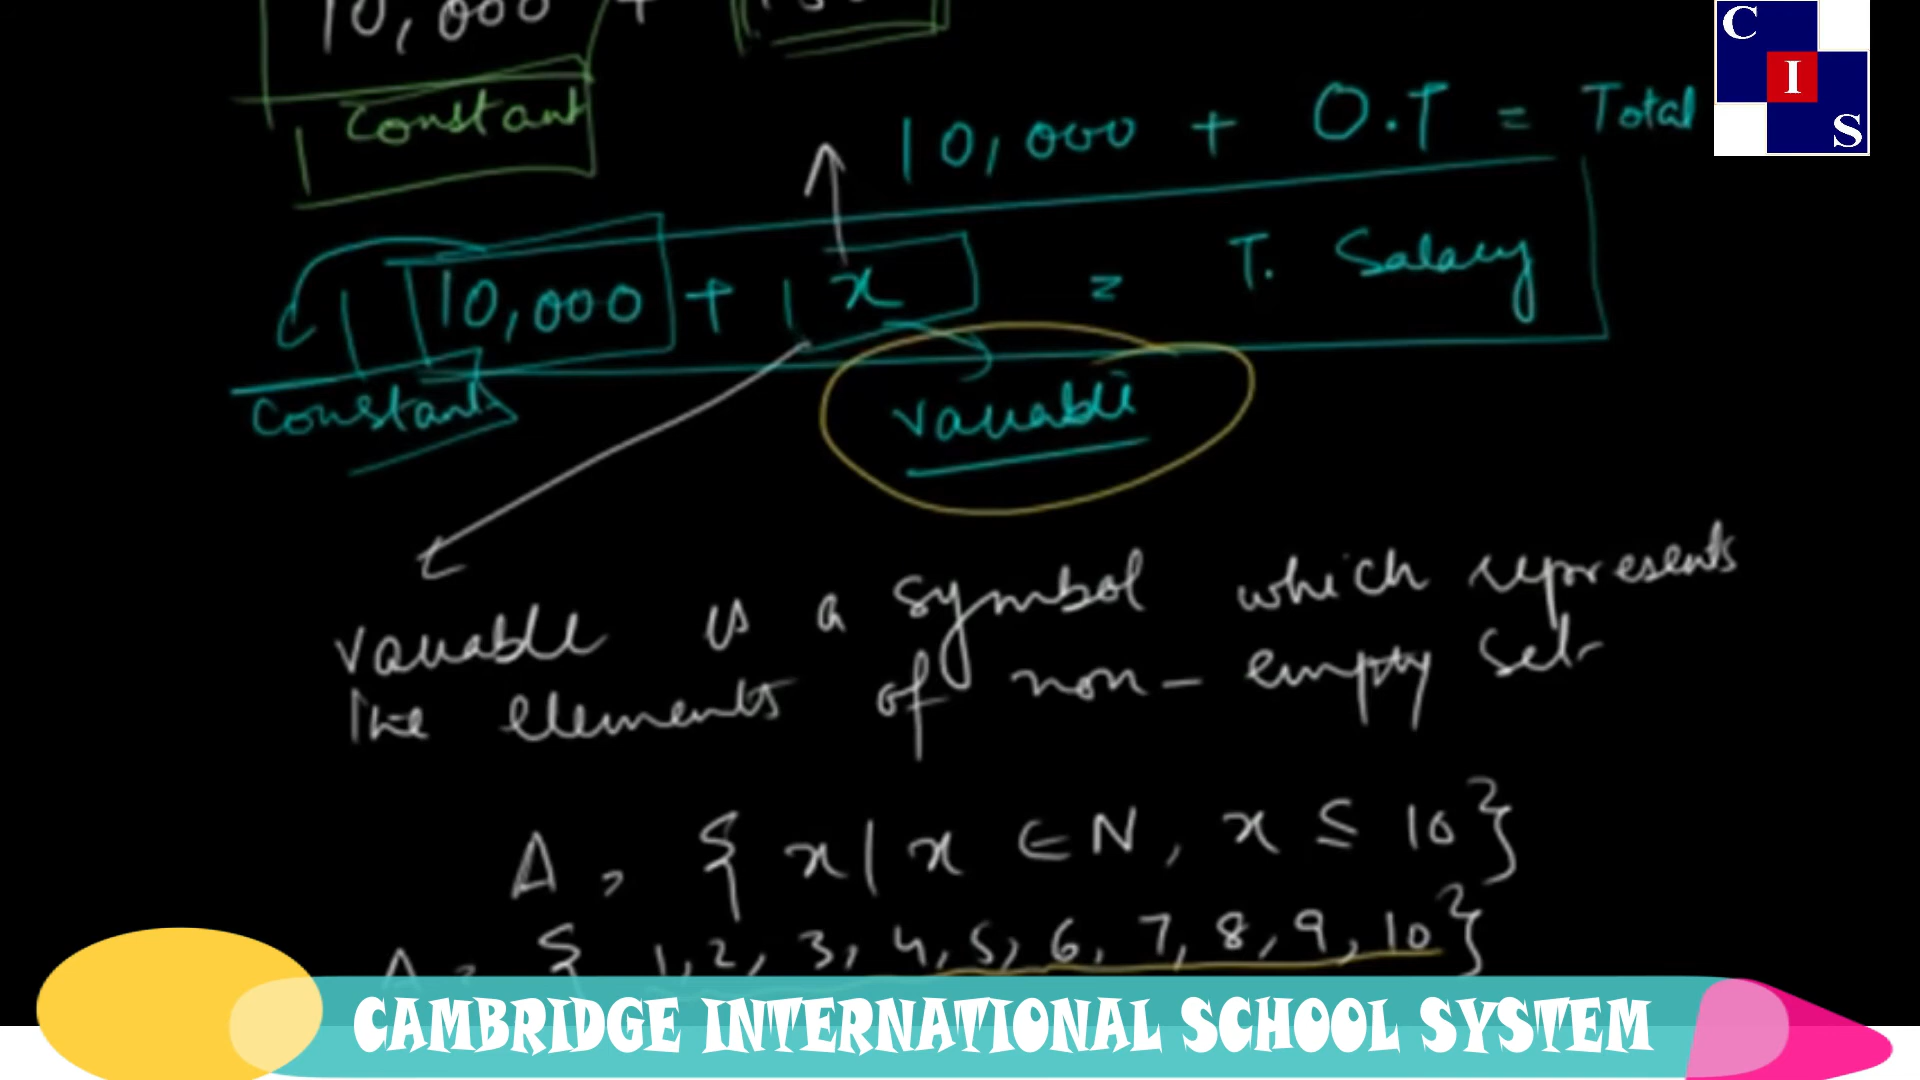 10,000 +
Constant
10,000 + O.T = Total
10,000 + x = T. Salary
Constant
variable
variable is a symbol which represents
the elements of non-empty set
A = { x | x ∈ N, x ≤ 10 }
A = { 1, 2, 3, 4, 5, 6, 7, 8, 9, 10 }
C
I
S
CAMBRIDGE INTERNATIONAL SCHOOL SYSTEM